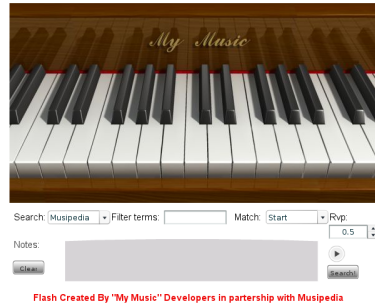 My Music
Search: Musipedia Filter terms: Match: Start Rvp:
0.5
Notes:
Clear
Search!
Flash Created By "My Music" Developers in partership with Musipedia